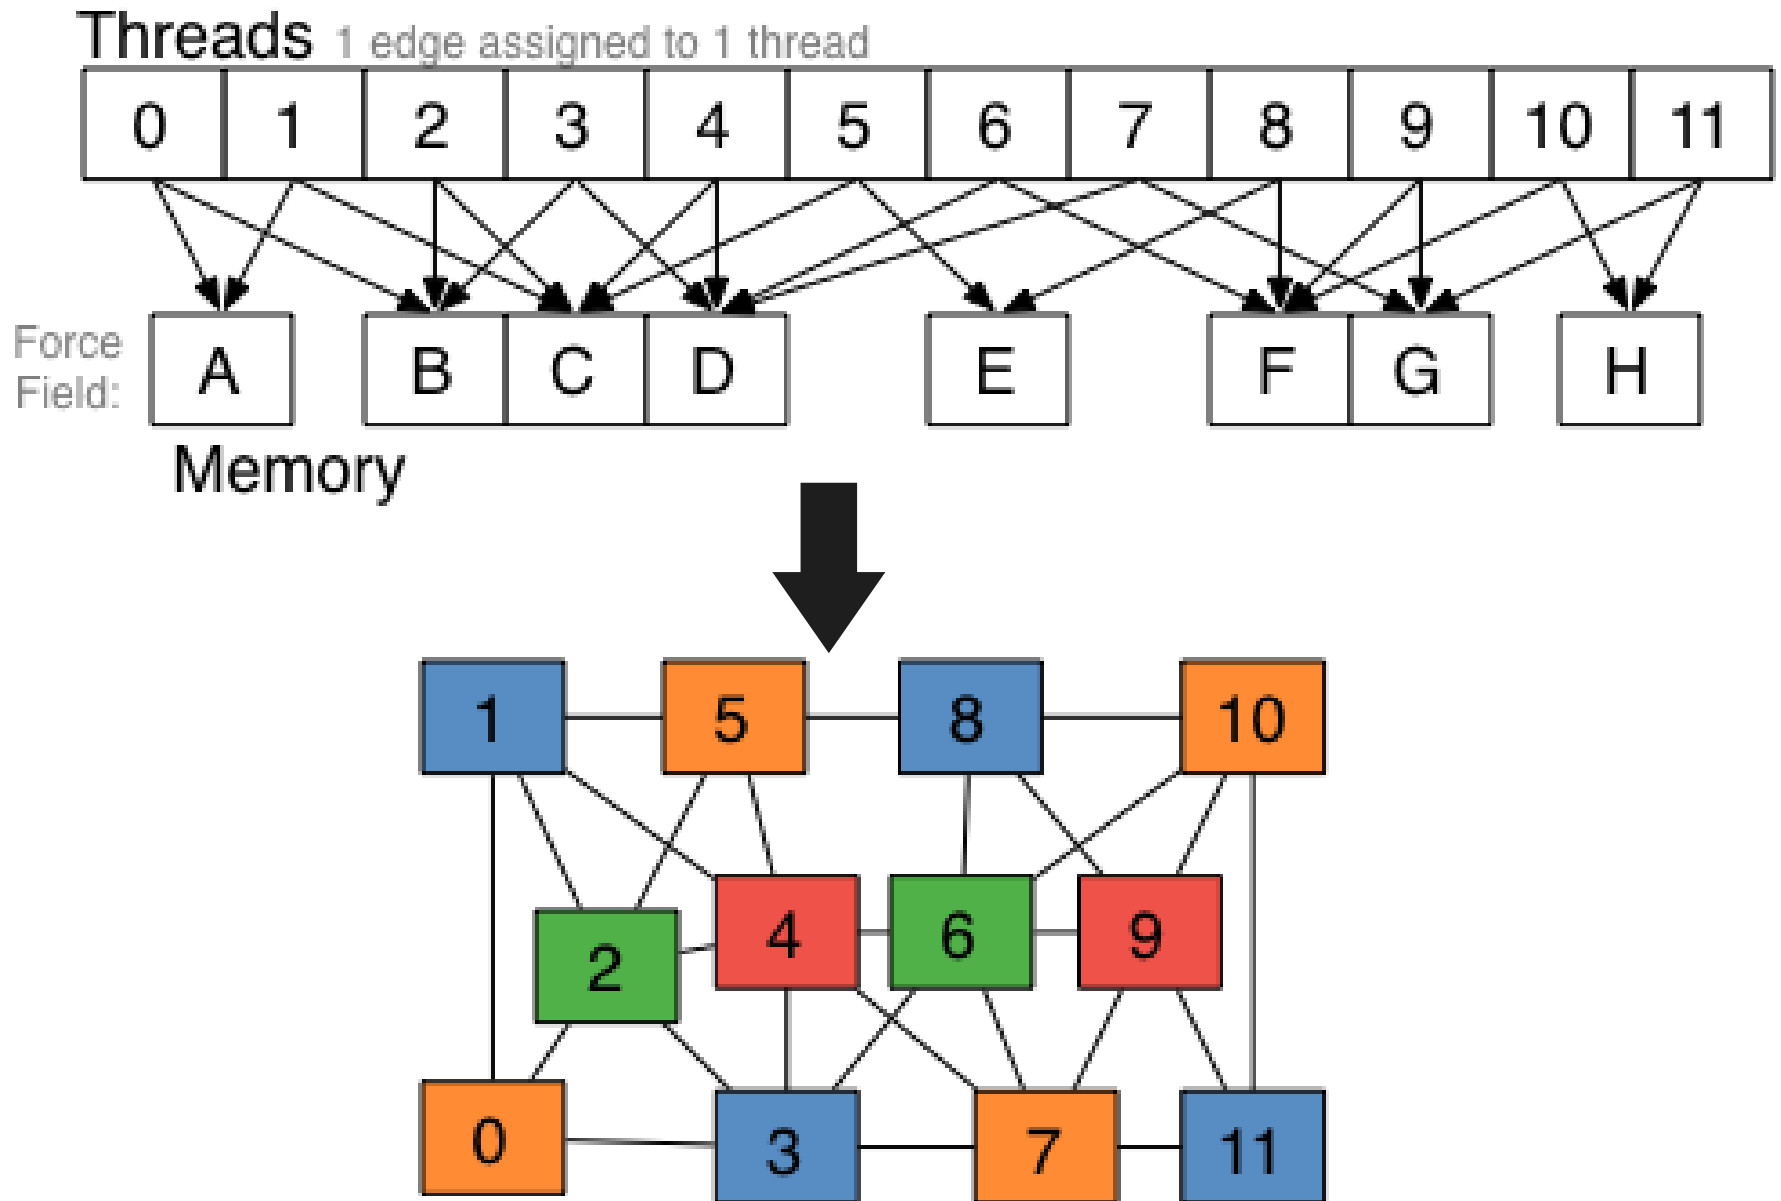 Threads 1 edge assigned to 1 thread
0 1 2 3 4 5 6 7 8 9 10 11
Force
Field:
A B C D E F G H
Memory
1 5 8 10
4 6 9
2
0 3 7 11